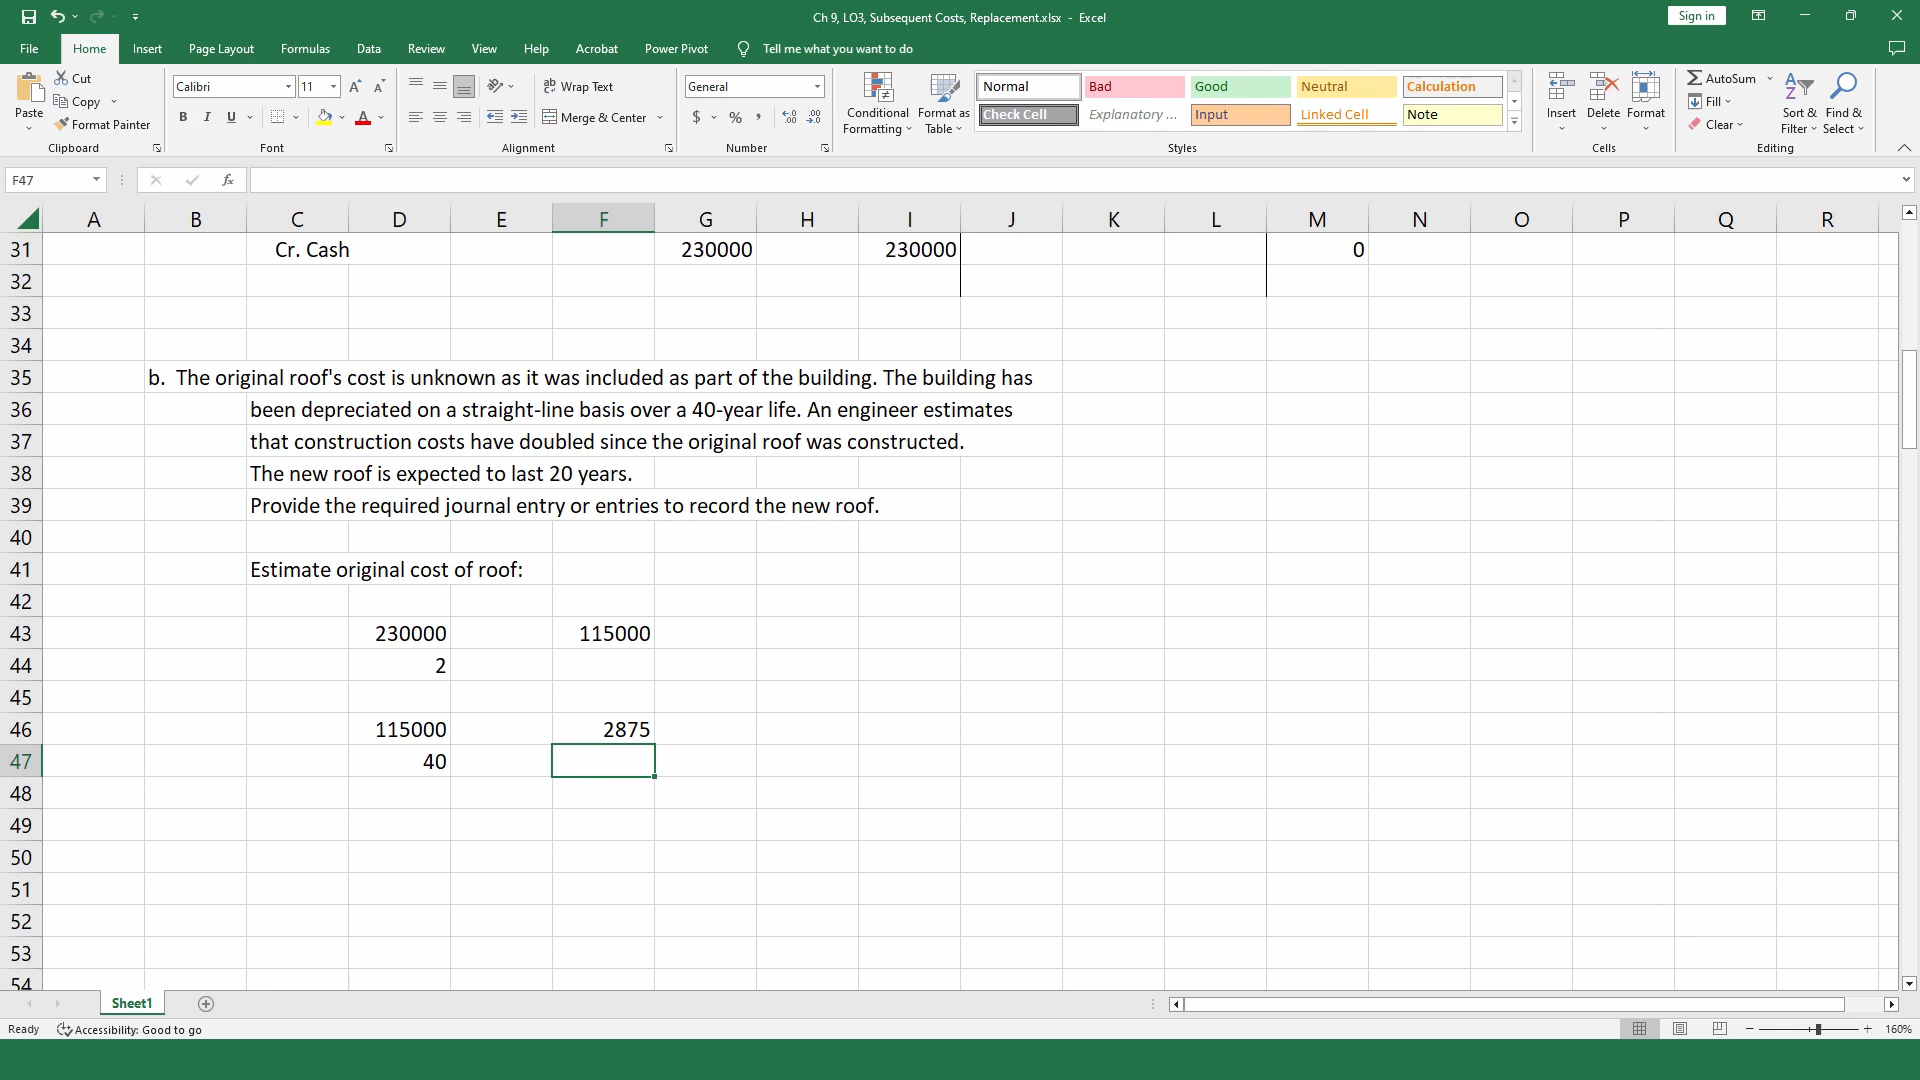 Ch 9, LO3, Subsequent Costs, Replacement.xlsx - Excel
Sign in
File Home Insert Page Layout Formulas Data Review View Help Acrobat Power Pivot Tell me what you want to do
Paste
Cut
Copy
Format Painter
Clipboard
Calibri 11
B I U
Font
Wrap Text
Merge & Center
Alignment
General
$ % ,
Number
Conditional Formatting
Format as Table
Normal Bad Good Neutral Calculation
Check Cell Explanatory ... Input Linked Cell Note
Styles
Insert Delete Format
Cells
AutoSum
Fill
Clear
Sort & Filter
Find & Select
Editing
F47
fx
A B C D E F G H I J K L M N O P Q R
31 Cr. Cash 230000 230000 0
32
33
34
35 b. The original roof's cost is unknown as it was included as part of the building. The building has
36 been depreciated on a straight-line basis over a 40-year life. An engineer estimates
37 that construction costs have doubled since the original roof was constructed.
38 The new roof is expected to last 20 years.
39 Provide the required journal entry or entries to record the new roof.
40
41 Estimate original cost of roof:
42
43 230000 115000
44 2
45
46 115000 2875
47 40
48
49
50
51
52
53
54
Sheet1
Ready Accessibility: Good to go
160%